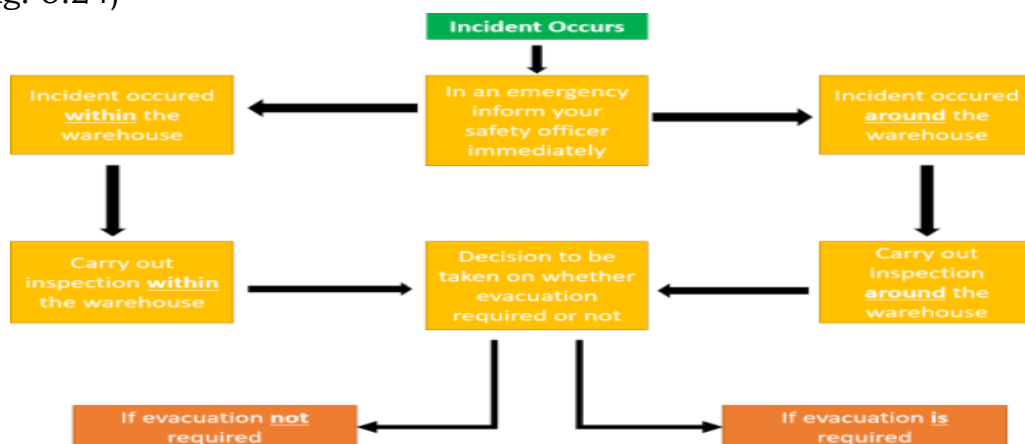 6.24)
Incident Occurs
Incident occured
within the
warehouse
In an emergency
inform your
safety officer
immediately
Incident occured
around the
warehouse
Carry out
inspection within
the warehouse
Decision to be
taken on whether
evacuation
required or not
Carry out
inspection
around the
warehouse
If evacuation not
required
If evacuation is
required